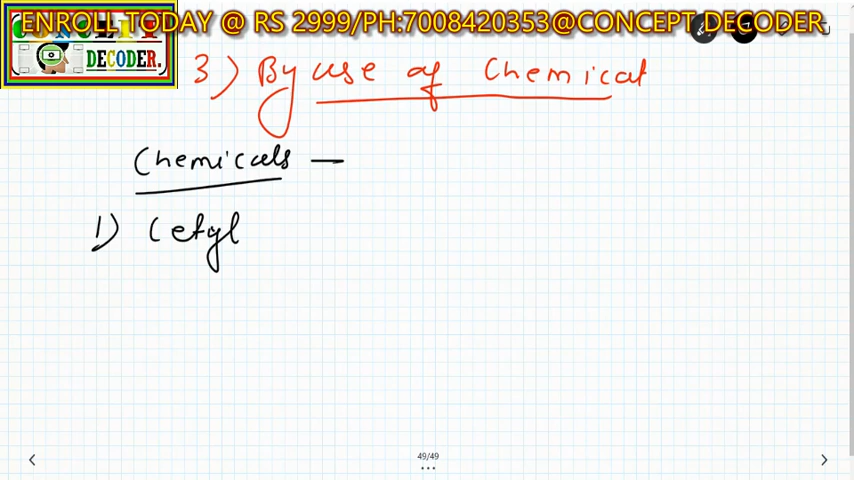 ENROLL TODAY @ RS 2999/PH:7008420353@CONCEPT DECODER.
DECODER.
3) By use of Chemical
Chemicals —
1) Cetyl
49/49